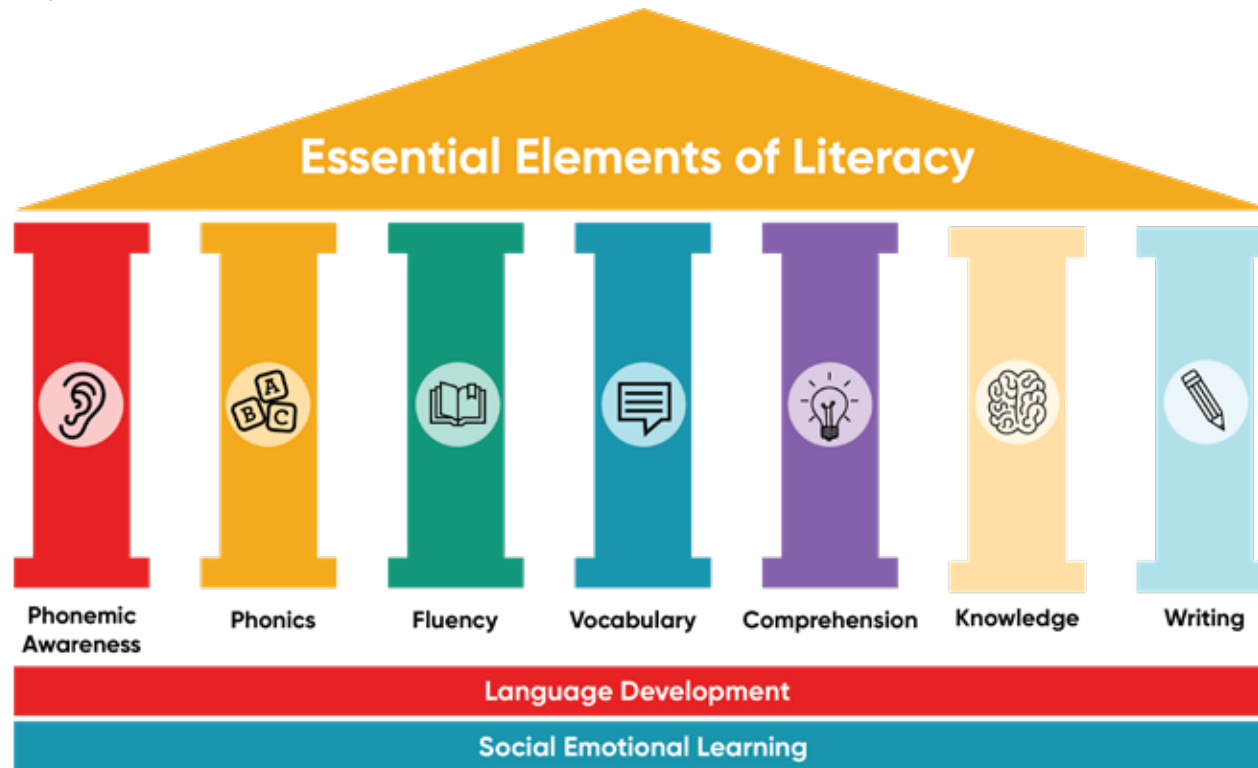 Essential Elements of Literacy
A
B
C
Phonemic
Awareness
Phonics
Fluency
Vocabulary
Comprehension
Knowledge
Writing
Language Development
Social Emotional Learning